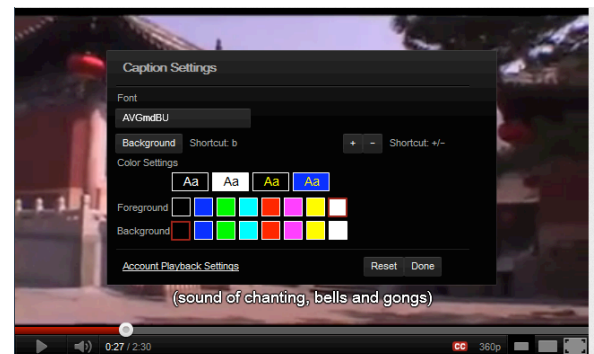 Caption Settings
Font
AVGmdBU
Background Shortcut: b + − Shortcut: +/−
Color Settings
Aa Aa Aa Aa
Foreground
Background
Account Playback Settings Reset Done
(sound of chanting, bells and gongs)
0:27 / 2:30 CC 360p